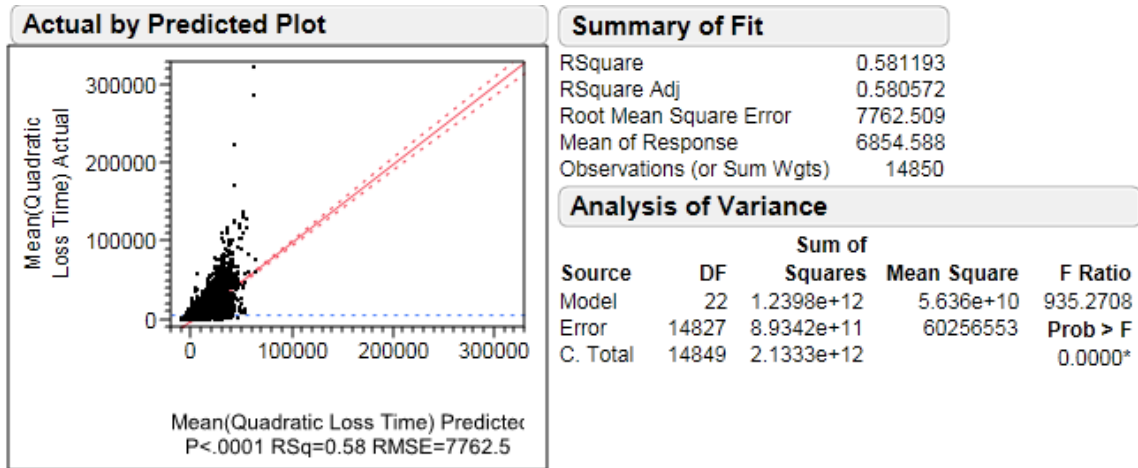 Actual by Predicted Plot
Mean(Quadratic
Loss Time) Actual
300000
200000
100000
0
0 100000 200000 300000
Mean(Quadratic Loss Time) Predicted
P<.0001 RSq=0.58 RMSE=7762.5
Summary of Fit
RSquare 0.581193
RSquare Adj 0.580572
Root Mean Square Error 7762.509
Mean of Response 6854.588
Observations (or Sum Wgts) 14850
Analysis of Variance
Sum of
Source DF Squares Mean Square F Ratio
Model 22 1.2398e+12 5.636e+10 935.2708
Error 14827 8.9342e+11 60256553 Prob > F
C. Total 14849 2.1333e+12 0.0000*